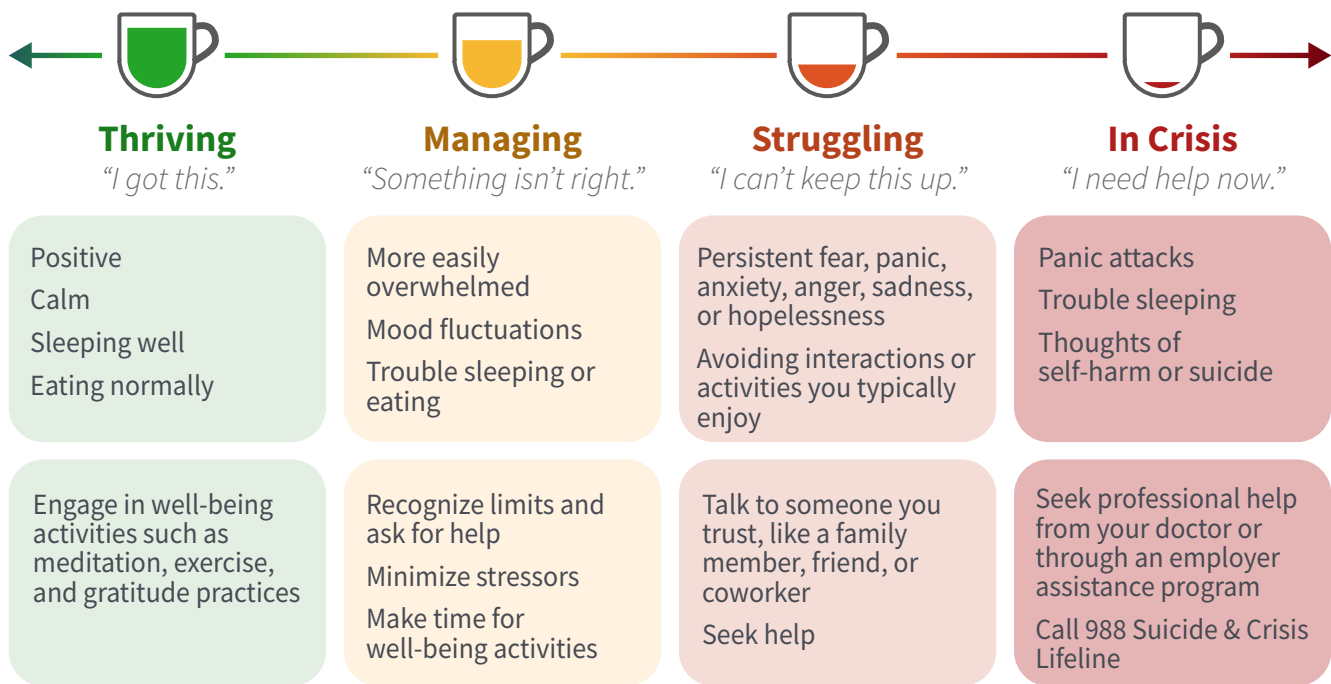 Thriving
“I got this.”
Managing
“Something isn’t right.”
Struggling
“I can’t keep this up.”
In Crisis
“I need help now.”
Positive
Calm
Sleeping well
Eating normally
More easily
overwhelmed
Mood fluctuations
Trouble sleeping or
eating
Persistent fear, panic,
anxiety, anger, sadness,
or hopelessness
Avoiding interactions or
activities you typically
enjoy
Panic attacks
Trouble sleeping
Thoughts of
self-harm or suicide
Engage in well-being
activities such as
meditation, exercise,
and gratitude practices
Recognize limits and
ask for help
Minimize stressors
Make time for
well-being activities
Talk to someone you
trust, like a family
member, friend, or
coworker
Seek help
Seek professional help
from your doctor or
through an employer
assistance program
Call 988 Suicide & Crisis
Lifeline